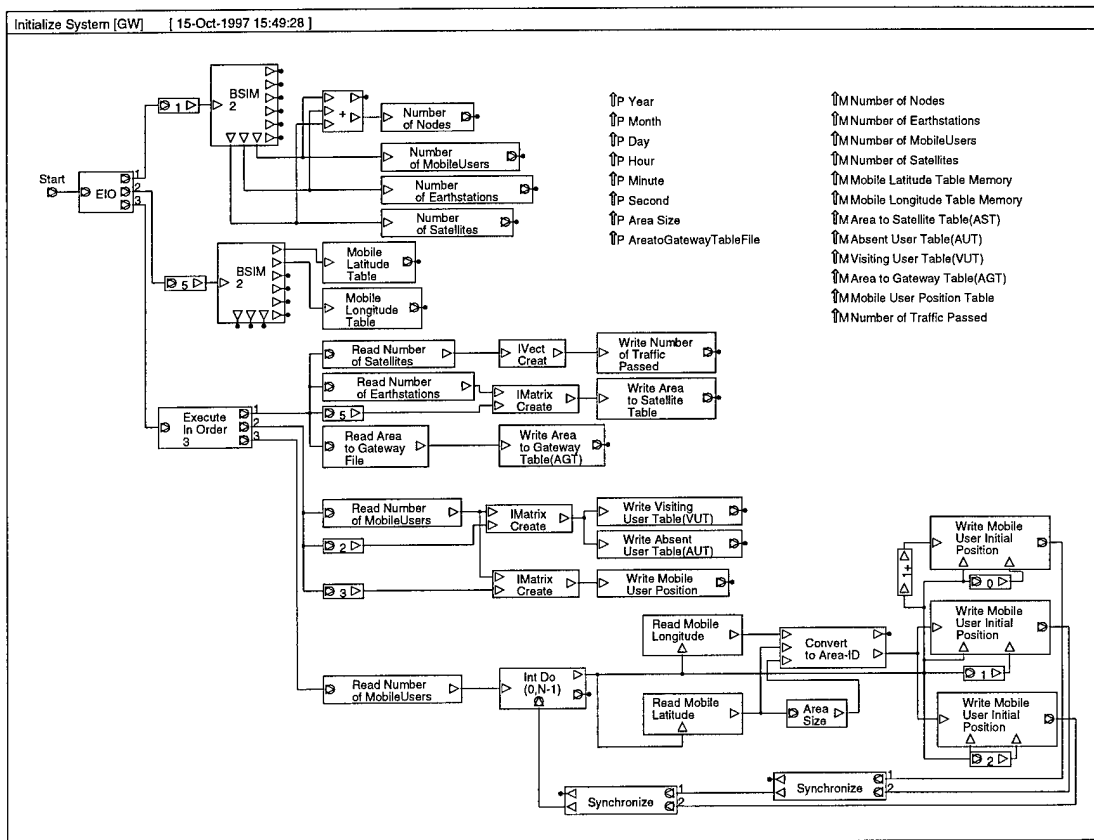 Initialize System [GW] [ 15-Oct-1997 15:49:28 ]
Start
EIO
1
2
3
1
BSIM
2
+
Number
of Nodes
Number
of MobileUsers
Number
of Earthstations
Number
of Satellites
5
BSIM
2
Mobile
Latitude
Table
Mobile
Longitude
Table
⇑P Year
⇑P Month
⇑P Day
⇑P Hour
⇑P Minute
⇑P Second
⇑P Area Size
⇑P AreatoGatewayTableFile
⇑M Number of Nodes
⇑M Number of Earthstations
⇑M Number of MobileUsers
⇑M Number of Satellites
⇑M Mobile Latitude Table Memory
⇑M Mobile Longitude Table Memory
⇑M Area to Satellite Table(AST)
⇑M Absent User Table(AUT)
⇑M Visiting User Table(VUT)
⇑M Area to Gateway Table(AGT)
⇑M Mobile User Position Table
⇑M Number of Traffic Passed
Execute
In Order
3
1
2
3
Read Number
of Satellites
IVect
Creat
Write Number
of Traffic
Passed
Read Number
of Earthstations
5
IMatrix
Create
Write Area
to Satellite
Table
Read Area
to Gateway
File
Write Area
to Gateway
Table(AGT)
Read Number
of MobileUsers
2
IMatrix
Create
Write Visiting
User Table(VUT)
Write Absent
User Table(AUT)
3
IMatrix
Create
Write Mobile
User Position
Read Number
of MobileUsers
Int Do
(0,N-1)
Read Mobile
Longitude
Read Mobile
Latitude
Convert
to Area-ID
Area
Size
1+
Write Mobile
User Initial
Position
0
Write Mobile
User Initial
Position
1
Write Mobile
User Initial
Position
2
Synchronize
1
2
Synchronize
1
2